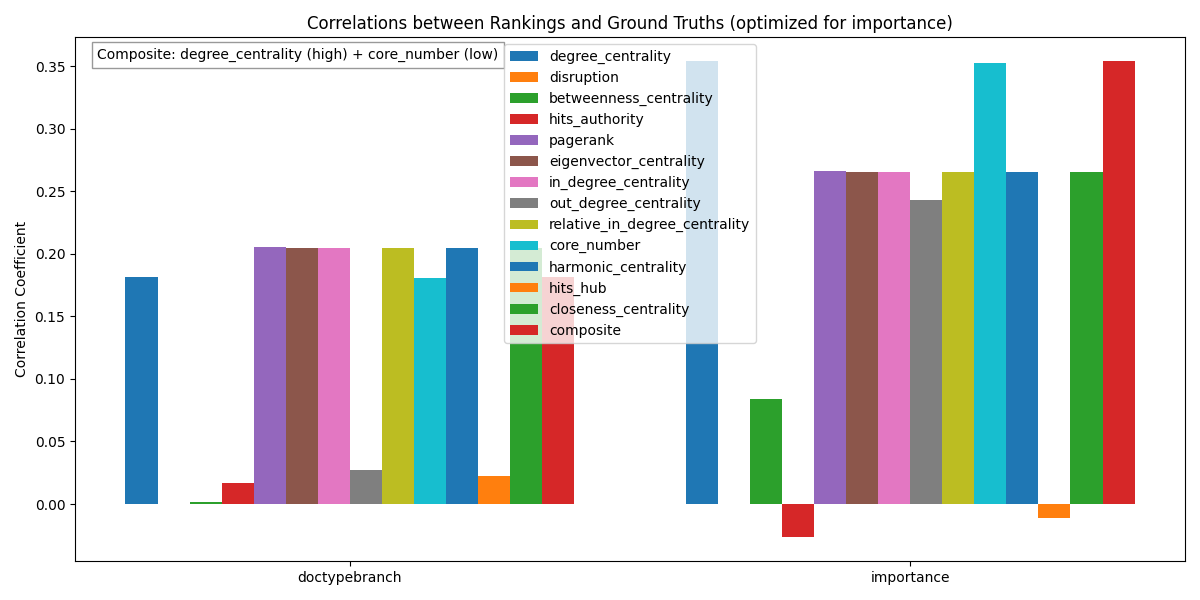 Correlations between Rankings and Ground Truths (optimized for importance)
Composite: degree_centrality (high) + core_number (low)
degree_centrality
disruption
betweenness_centrality
hits_authority
pagerank
eigenvector_centrality
in_degree_centrality
out_degree_centrality
relative_in_degree_centrality
core_number
harmonic_centrality
hits_hub
closeness_centrality
composite
Correlation Coefficient
0.35
0.30
0.25
0.20
0.15
0.10
0.05
0.00
doctypebranch
importance